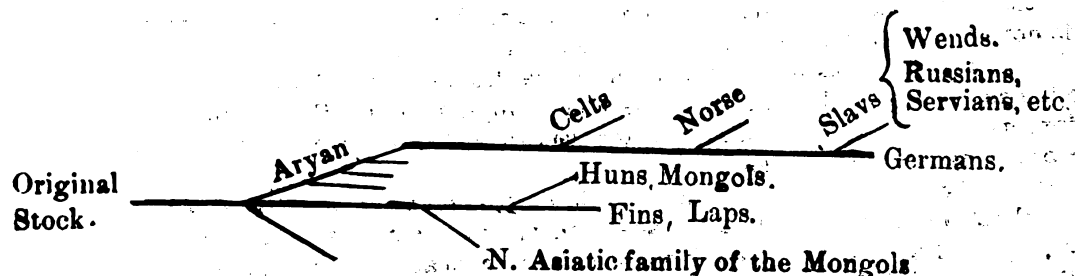 Wends.
Russians,
Servians, etc.
Celts
Norse
Slavs
Aryan
Germans.
Original
Stock.
Huns, Mongols.
Fins, Laps.
N. Asiatic family of the Mongols